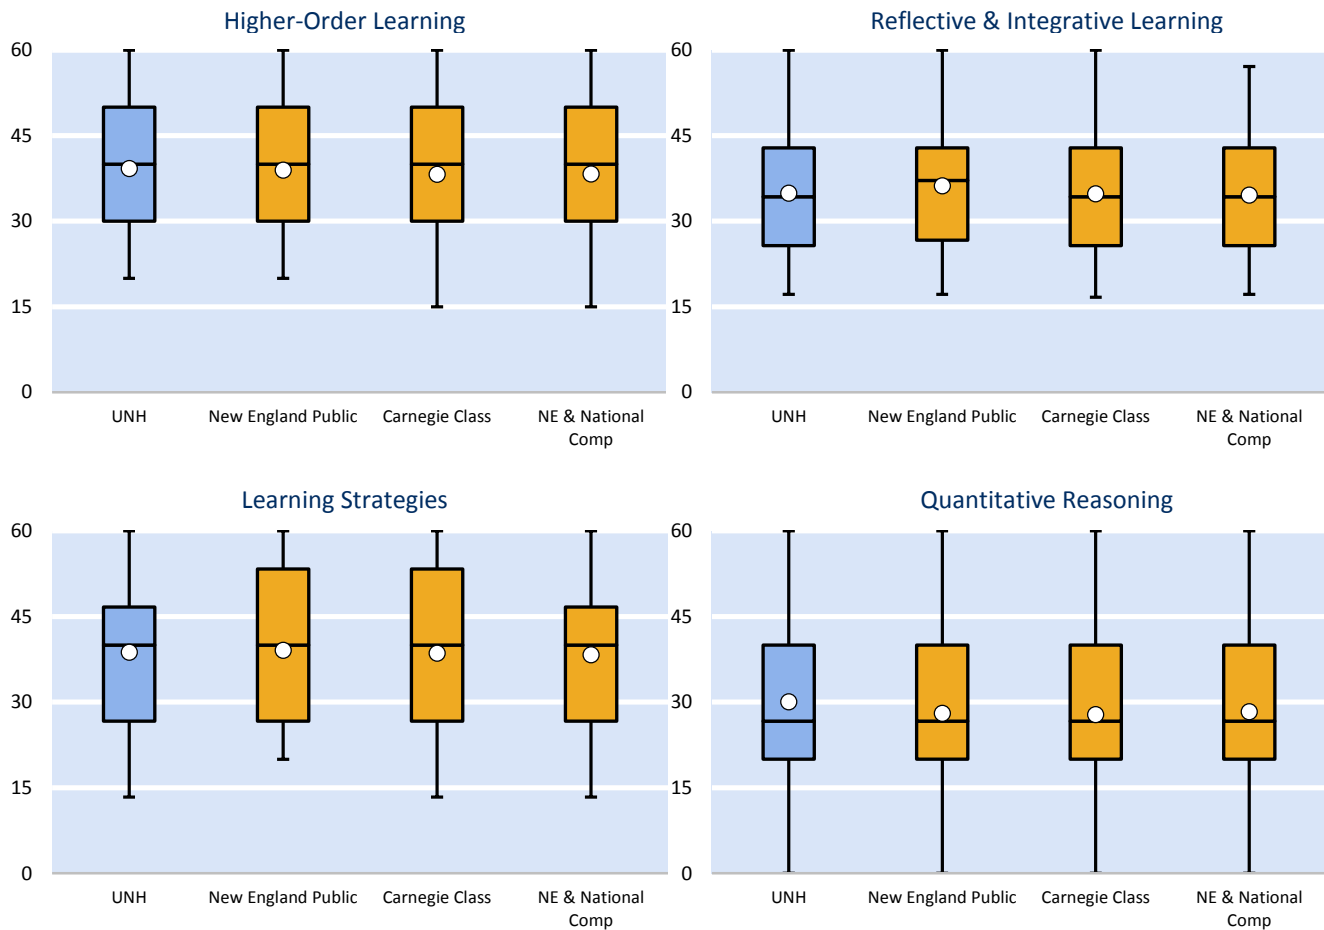 Higher-Order Learning
60
45
30
15
0
UNH
New England Public
Carnegie Class
NE & National
Comp
Reflective & Integrative Learning
60
45
30
15
0
UNH
New England Public
Carnegie Class
NE & National
Comp
Learning Strategies
60
45
30
15
0
UNH
New England Public
Carnegie Class
NE & National
Comp
Quantitative Reasoning
60
45
30
15
0
UNH
New England Public
Carnegie Class
NE & National
Comp